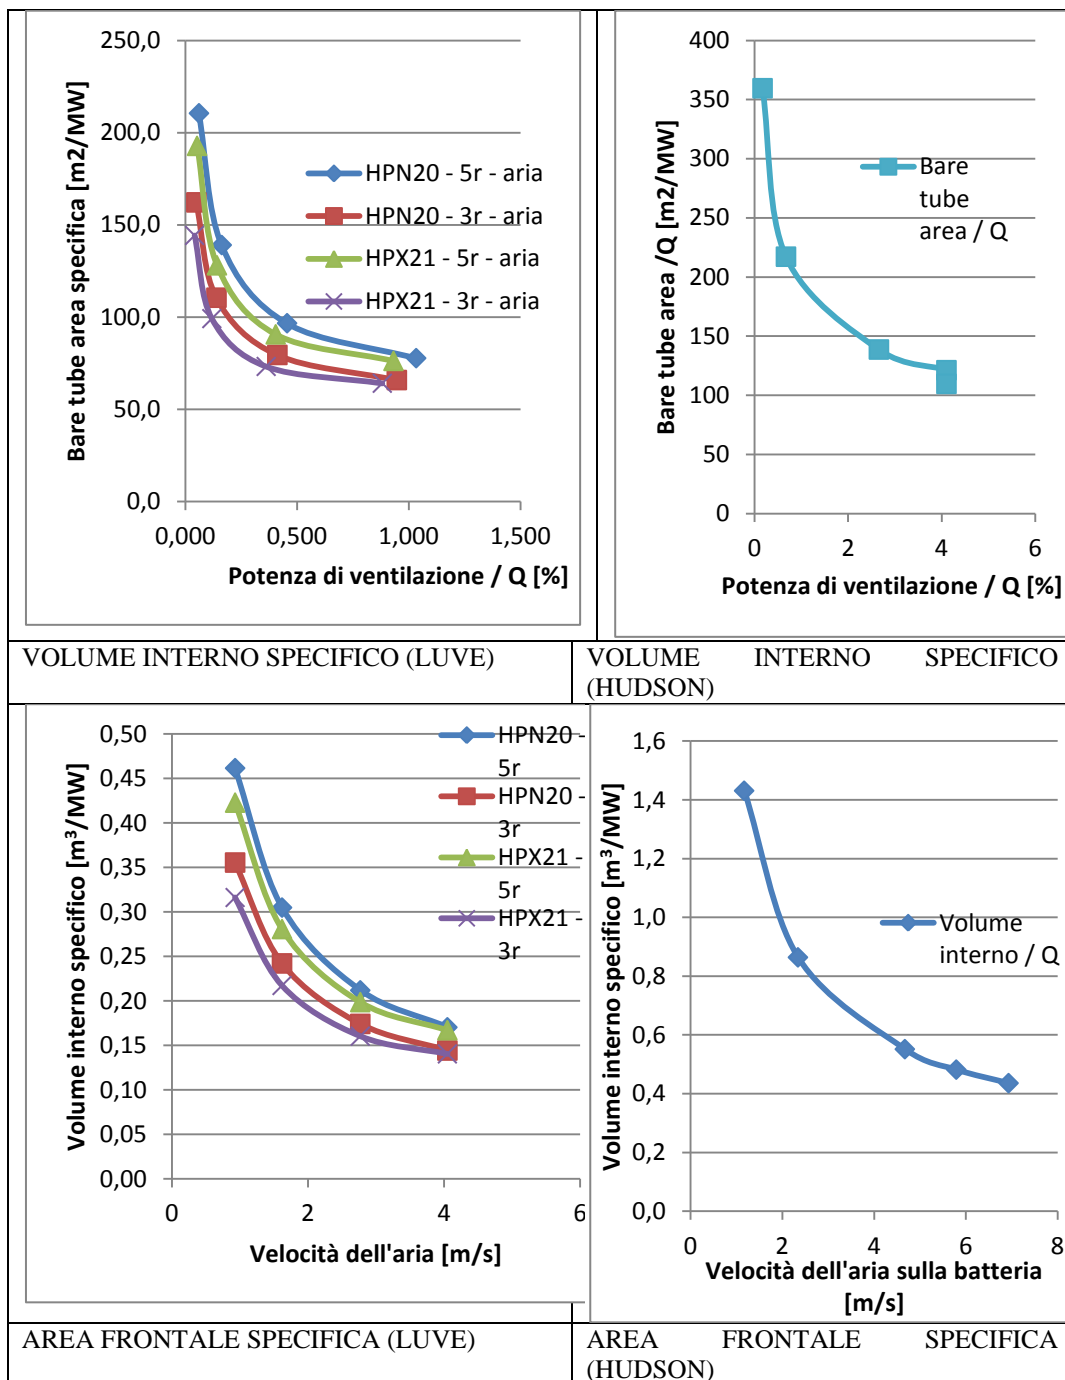 250,0
200,0
150,0
100,0
50,0
0,0
0,000 0,500 1,000 1,500
Bare tube area specifica [m2/MW]
Potenza di ventilazione / Q [%]
HPN20 - 5r - aria
HPN20 - 3r - aria
HPX21 - 5r - aria
HPX21 - 3r - aria
400
350
300
250
200
150
100
50
0
0 2 4 6
Bare tube area /Q [m2/MW]
Potenza di ventilazione / Q [%]
Bare
tube
area / Q
VOLUME INTERNO SPECIFICO (LUVE)
VOLUME INTERNO SPECIFICO
(HUDSON)
0,50
0,45
0,40
0,35
0,30
0,25
0,20
0,15
0,10
0,05
0,00
0 2 4 6
Volume interno specifico [m³/MW]
Velocità dell'aria [m/s]
HPN20 -
5r
HPN20 -
3r
HPX21 -
5r
HPX21 -
3r
1,6
1,4
1,2
1,0
0,8
0,6
0,4
0,2
0,0
0 2 4 6 8
Volume interno specifico [m³/MW]
Velocità dell'aria sulla batteria
[m/s]
Volume
interno / Q
AREA FRONTALE SPECIFICA (LUVE)
AREA FRONTALE SPECIFICA
(HUDSON)